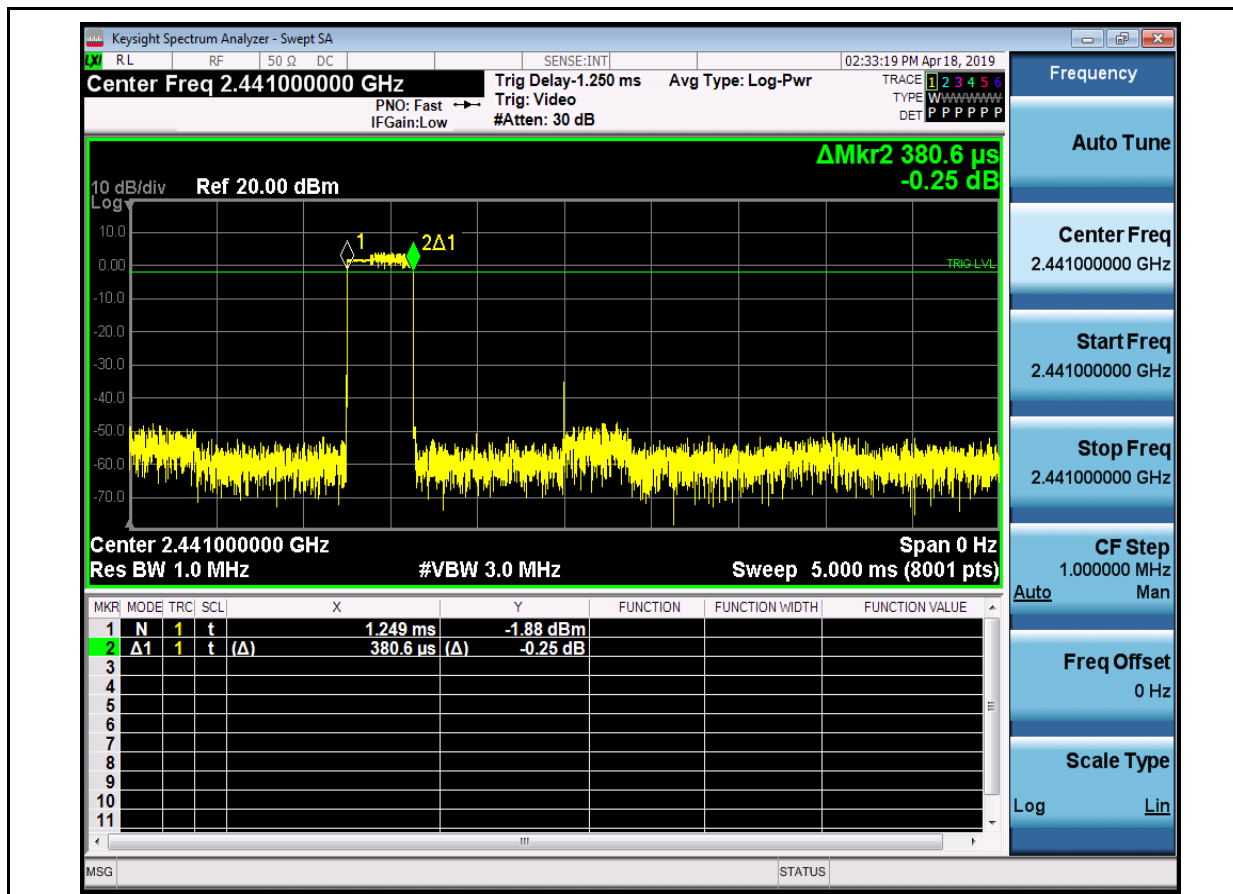 Keysight Spectrum Analyzer - Swept SA
LXI RL RF 50 Ω DC SENSE:INT 02:33:19 PM Apr 18, 2019
Center Freq 2.441000000 GHz
PNO: Fast
IFGain:Low
Trig Delay-1.250 ms
Trig: Video
#Atten: 30 dB
Avg Type: Log-Pwr
TRACE 1 2 3 4 5 6
TYPE WWWWWW
DET P P P P P P
ΔMkr2 380.6 µs
-0.25 dB
10 dB/div Ref 20.00 dBm
Log
10.0
0.00
-10.0
-20.0
-30.0
-40.0
-50.0
-60.0
-70.0
1
2Δ1
TRIG LVL
Center 2.441000000 GHz Span 0 Hz
Res BW 1.0 MHz #VBW 3.0 MHz Sweep 5.000 ms (8001 pts)
MKR MODE TRC SCL X Y FUNCTION FUNCTION WIDTH FUNCTION VALUE
1 N 1 t 1.249 ms -1.88 dBm
2 Δ1 1 t (Δ) 380.6 µs (Δ) -0.25 dB
3
4
5
6
7
8
9
10
11
MSG STATUS
Frequency
Auto Tune
Center Freq
2.441000000 GHz
Start Freq
2.441000000 GHz
Stop Freq
2.441000000 GHz
CF Step
1.000000 MHz
Auto Man
Freq Offset
0 Hz
Scale Type
Log Lin